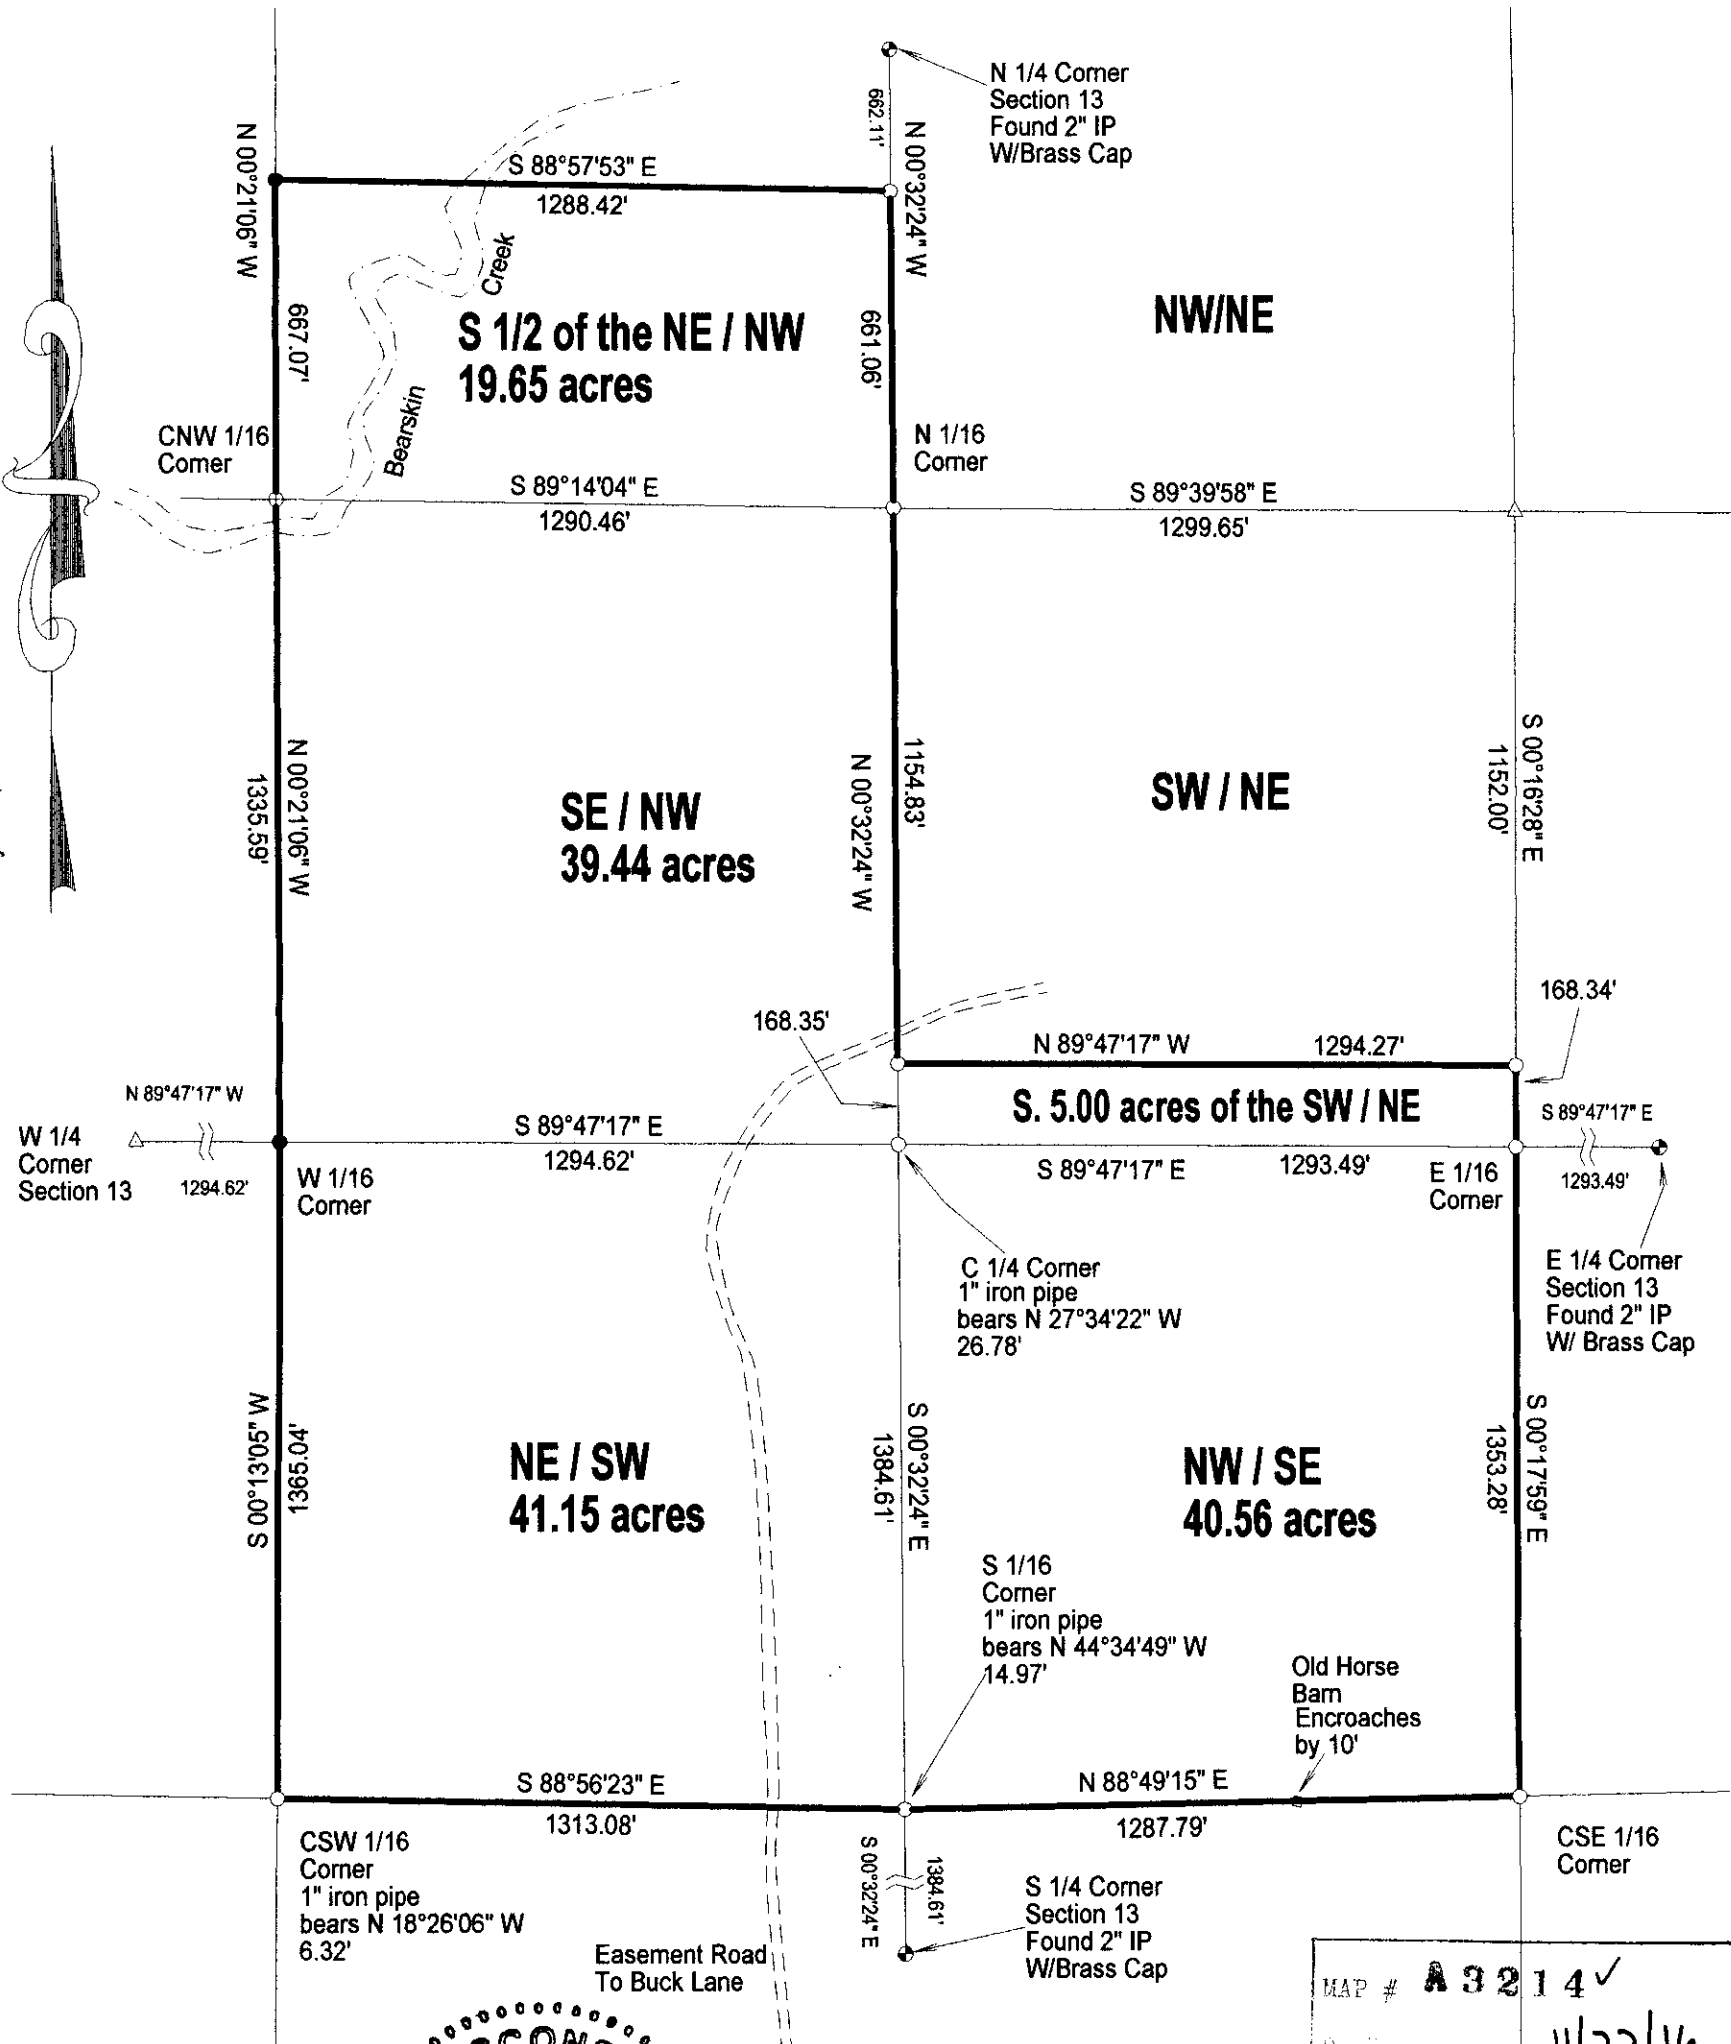 N 1/4 Corner
Section 13
Found 2" IP
W/Brass Cap
662.11'
N 00°32'24" W
N 00°21'06" W
S 88°57'53" E
1288.42'
Creek
Bearskin
667.07'
S 1/2 of the NE / NW
19.65 acres
661.06'
NW/NE
CNW 1/16
Corner
N 1/16
Corner
S 89°14'04" E
1290.46'
S 89°39'58" E
1299.65'
N 00°21'06" W
1335.59'
SE / NW
39.44 acres
1154.83'
N 00°32'24" W
SW / NE
S 00°16'28" E
1152.00'
168.35'
168.34'
N 89°47'17" W
1294.27'
S. 5.00 acres of the SW / NE
N 89°47'17" W
W 1/4
Corner
Section 13
1294.62'
W 1/16
Corner
S 89°47'17" E
1294.62'
S 89°47'17" E
1293.49'
E 1/16
Corner
S 89°47'17" E
1293.49'
C 1/4 Corner
1" iron pipe
bears N 27°34'22" W
26.78'
E 1/4 Corner
Section 13
Found 2" IP
W/ Brass Cap
S 00°13'05" W
1365.04'
NE / SW
41.15 acres
S 00°32'24" E
1384.61'
NW / SE
40.56 acres
S 00°17'59" E
1353.28'
S 1/16
Corner
1" iron pipe
bears N 44°34'49" W
14.97'
Old Horse
Barn
Encroaches
by 10'
S 88°56'23" E
1313.08'
N 88°49'15" E
1287.79'
CSW 1/16
Corner
1" iron pipe
bears N 18°26'06" W
6.32'
S 00°32'24" E
1384.61'
S 1/4 Corner
Section 13
Found 2" IP
W/Brass Cap
CSE 1/16
Corner
Easement Road
To Buck Lane
MAP # A3214 ✓